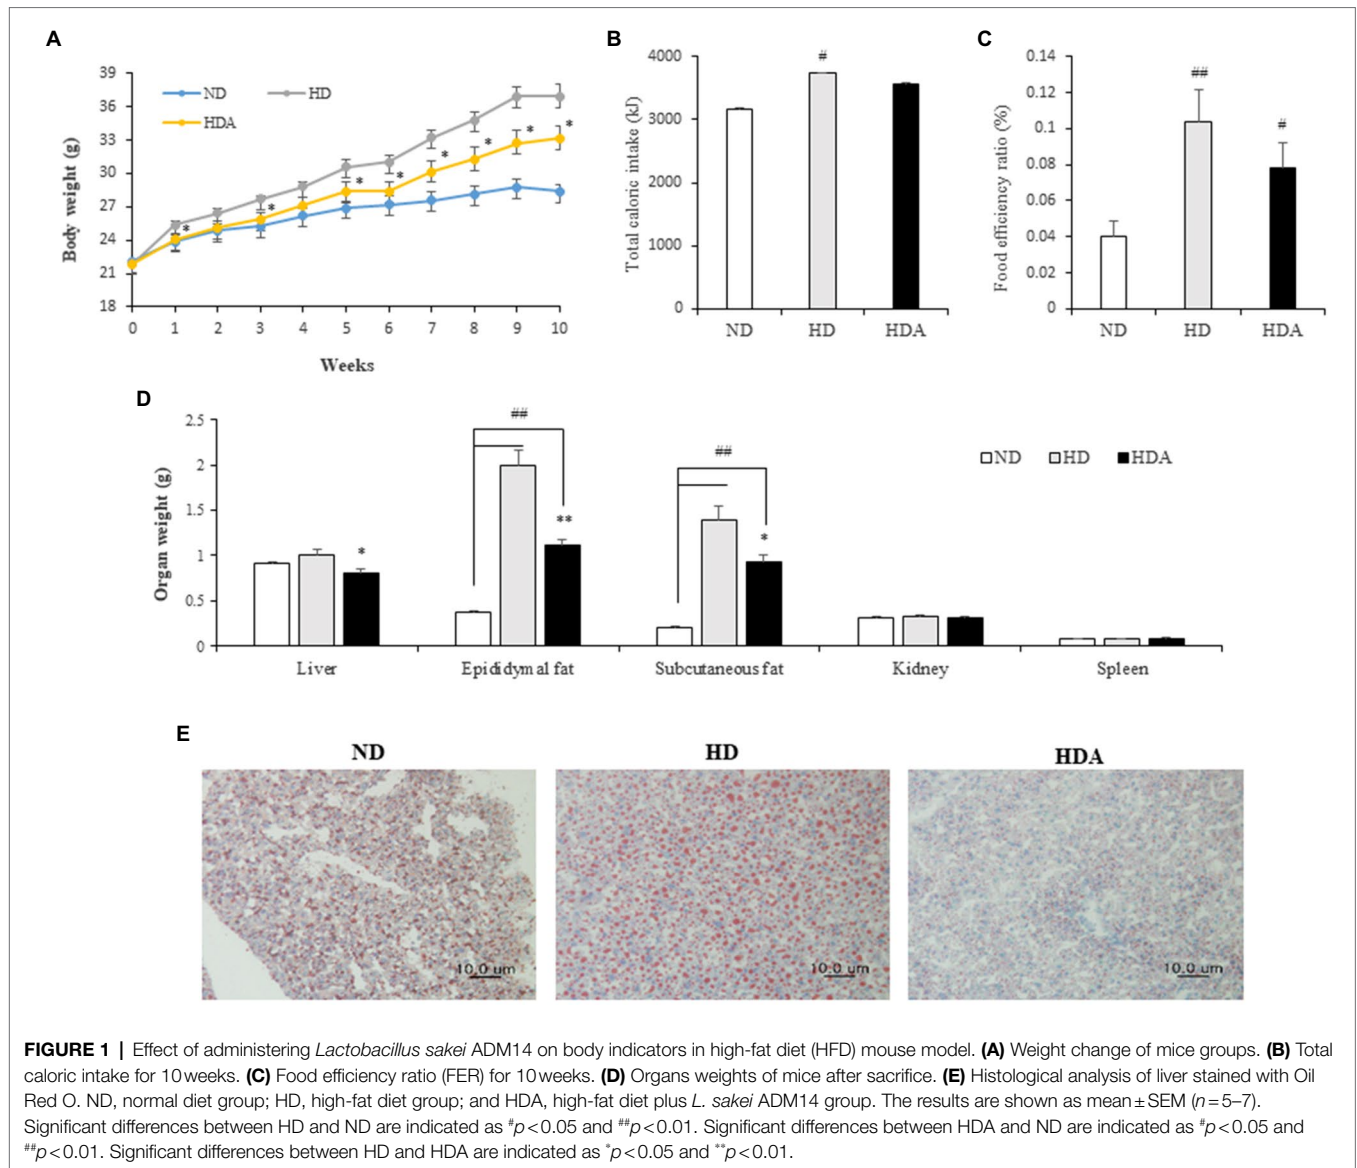 A
39
36
33
30
27
24
21
18
Body weight (g)
ND
HD
HDA
*
*
*
*
*
*
*
*
0 1 2 3 4 5 6 7 8 9 10
Weeks
B
4000
3000
2000
1000
0
Total caloric intake (kJ)
#
ND HD HDA
C
0.14
0.12
0.1
0.08
0.06
0.04
0.02
0
Food efficiency ratio (%)
##
#
ND HD HDA
D
2.5
2
1.5
1
0.5
0
Organ weight (g)
*
##
**
##
*
ND HD HDA
Liver Epididymal fat Subcutaneous fat Kidney Spleen
E
ND HD HDA
10.0 um 10.0 um 10.0 um
FIGURE 1 | Effect of administering Lactobacillus sakei ADM14 on body indicators in high-fat diet (HFD) mouse model. (A) Weight change of mice groups. (B) Total
caloric intake for 10 weeks. (C) Food efficiency ratio (FER) for 10 weeks. (D) Organs weights of mice after sacrifice. (E) Histological analysis of liver stained with Oil
Red O. ND, normal diet group; HD, high-fat diet group; and HDA, high-fat diet plus L. sakei ADM14 group. The results are shown as mean ± SEM (n = 5–7).
Significant differences between HD and ND are indicated as #p < 0.05 and ##p < 0.01. Significant differences between HDA and ND are indicated as #p < 0.05 and
##p < 0.01. Significant differences between HD and HDA are indicated as *p < 0.05 and **p < 0.01.